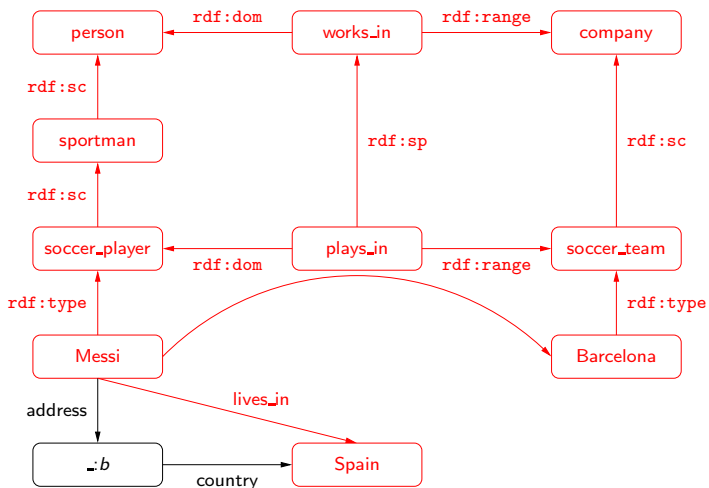 rdf:dom
rdf:range
person
works_in
company
rdf:sc
sportman
rdf:sp
rdf:sc
rdf:sc
soccer_player
plays_in
soccer_team
rdf:dom
rdf:range
rdf:type
rdf:type
Messi
Barcelona
lives_in
address
_:b
Spain
country